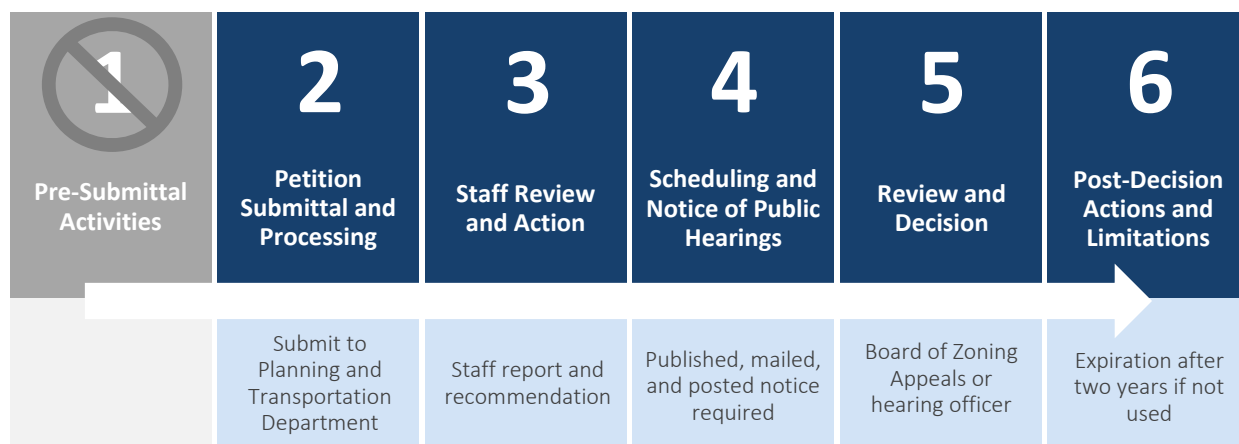 1
Pre-Submittal
Activities
2
Petition
Submittal and
Processing
Submit to
Planning and
Transportation
Department
3
Staff Review
and Action
Staff report and
recommendation
4
Scheduling and
Notice of Public
Hearings
Published, mailed,
and posted notice
required
5
Review and
Decision
Board of Zoning
Appeals or
hearing officer
6
Post-Decision
Actions and
Limitations
Expiration after
two years if not
used